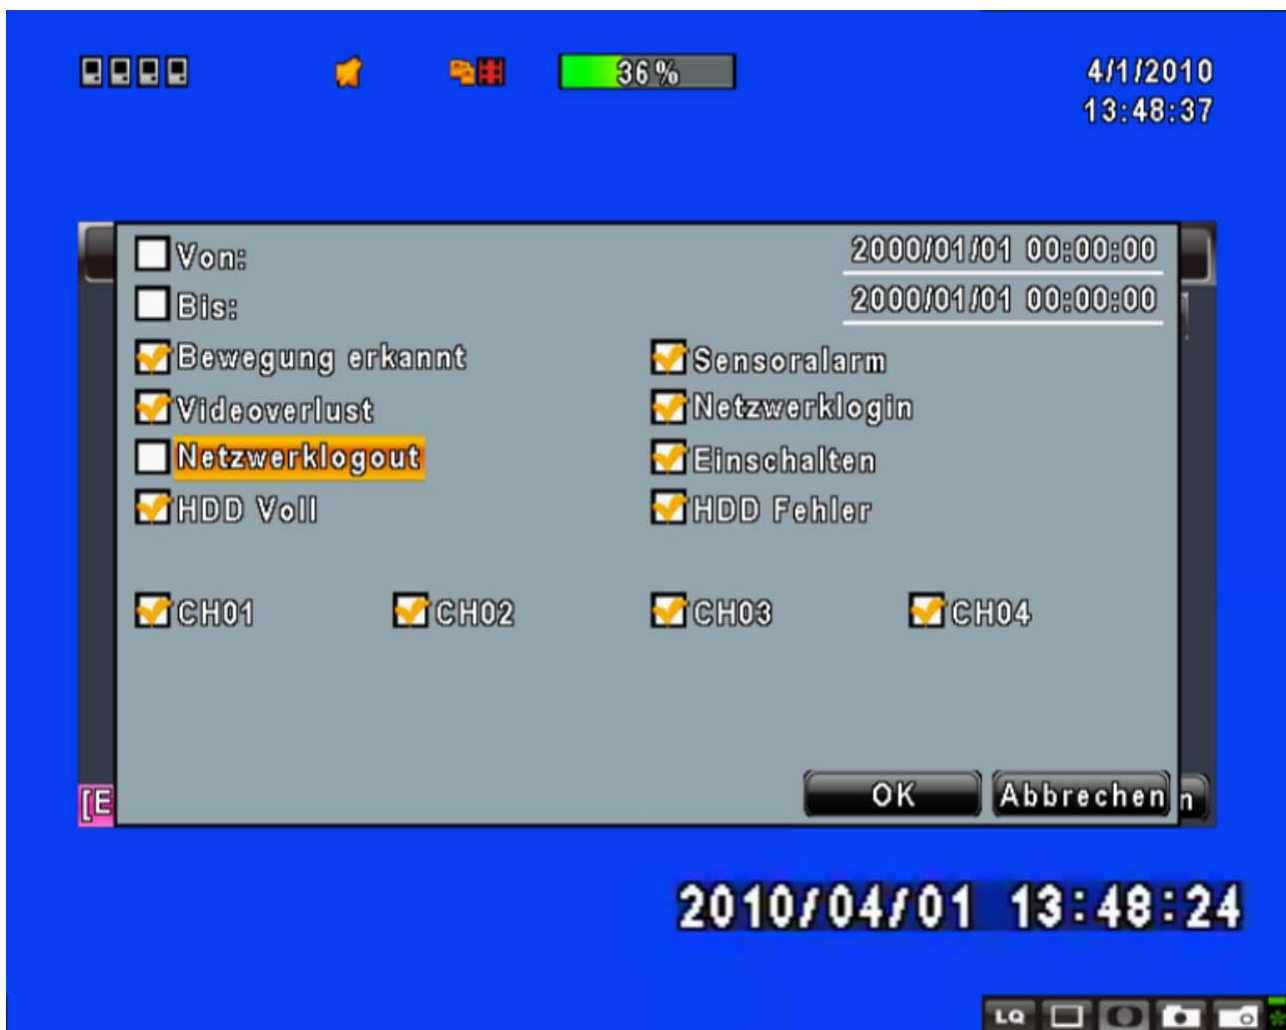 36%
4/1/2010
13:48:37
Von: 2000/01/01 00:00:00
Bis: 2000/01/01 00:00:00
Bewegung erkannt Sensoralarm
Videoverlust Netzwerklogin
Netzwerklogout Einschalten
HDD Voll HDD Fehler
CH01 CH02 CH03 CH04
OK Abbrechen n
[E
2010/04/01 13:48:24
LQ